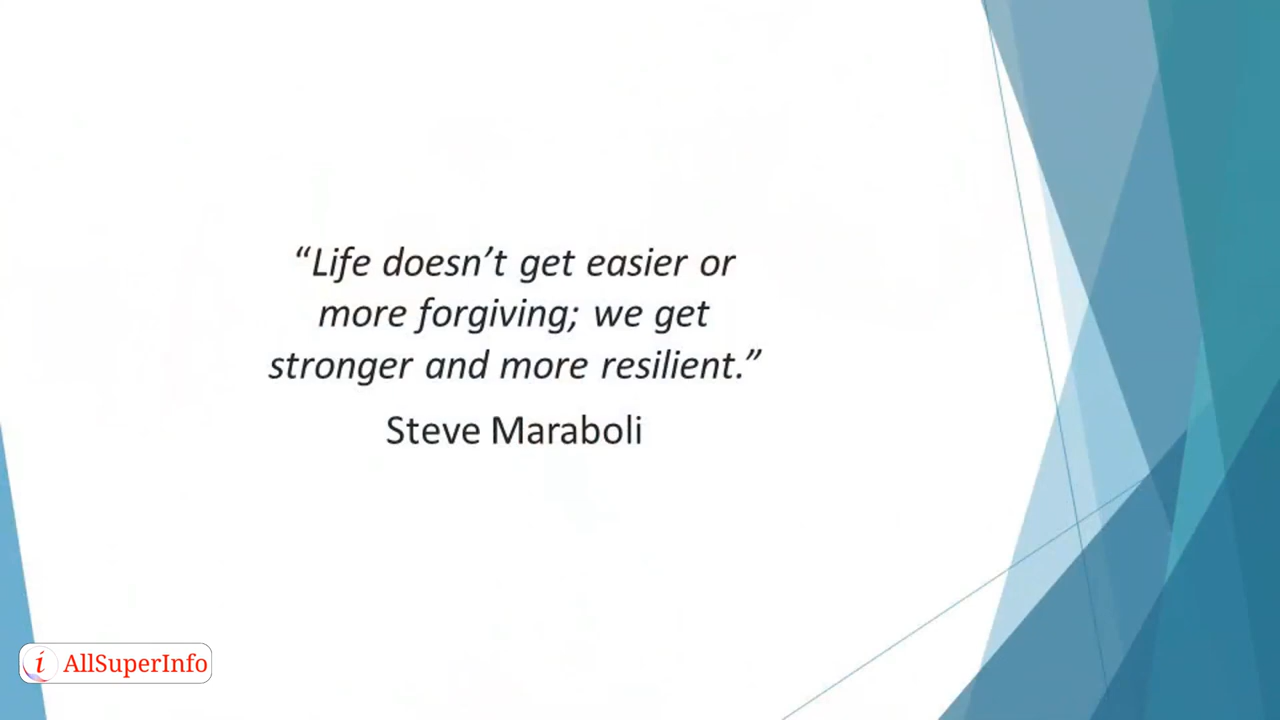 “Life doesn’t get easier or
more forgiving; we get
stronger and more resilient.”
Steve Maraboli
i AllSuperInfo